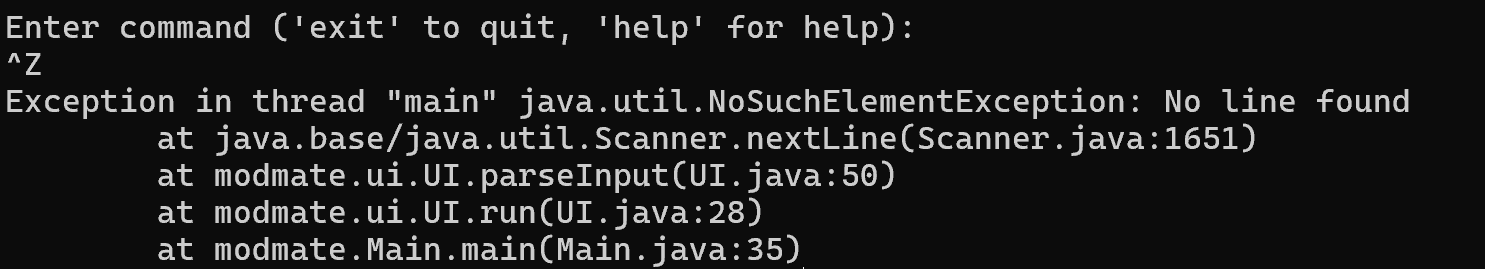 Enter command ('exit' to quit, 'help' for help):
^Z
Exception in thread "main" java.util.NoSuchElementException: No line found
        at java.base/java.util.Scanner.nextLine(Scanner.java:1651)
        at modmate.ui.UI.parseInput(UI.java:50)
        at modmate.ui.UI.run(UI.java:28)
        at modmate.Main.main(Main.java:35)